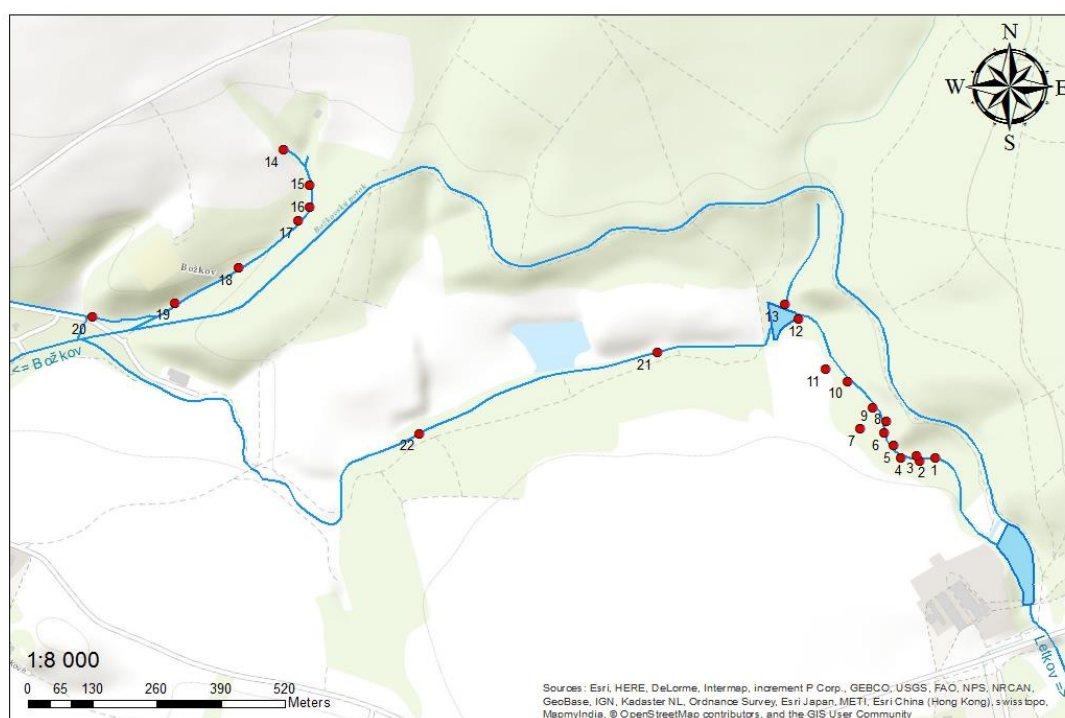 N
W E
S
14
15
16
17
Božkovský potok
18
Božkov
19
20
<= Božkov
13
12
21
11
10
9
8
7
6
22
5
4
3
2
1
Letkov =>
1:8 000
0 65 130 260 390 520
Meters
Sources: Esri, HERE, DeLorme, Intermap, increment P Corp., GEBCO, USGS, FAO, NPS, NRCAN,
GeoBase, IGN, Kadaster NL, Ordnance Survey, Esri Japan, METI, Esri China (Hong Kong), swisstopo,
MapmyIndia, © OpenStreetMap contributors, and the GIS User Community